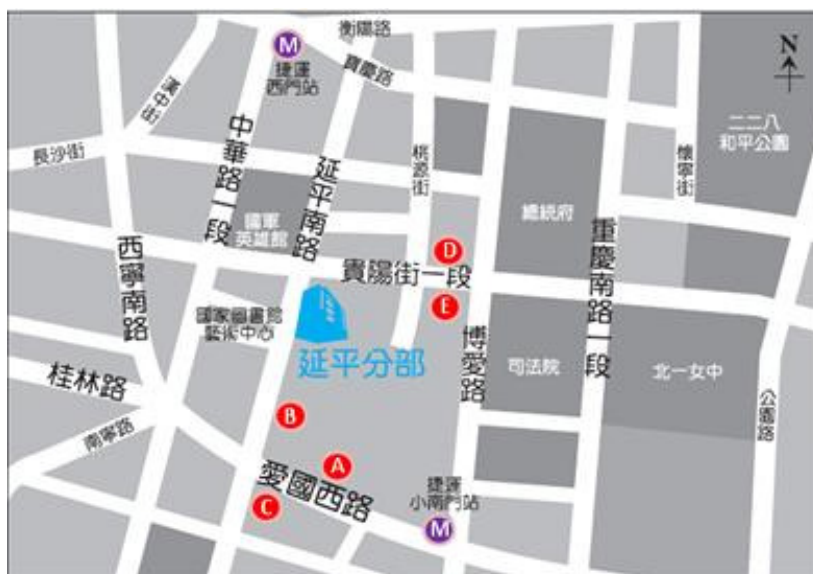 衡陽路
M
捷運
西門站
寶慶路
N
漢中街
二二八
和平公園
中華路一段
延平南路
桃源街
懷寧街
長沙街
總統府
國軍
英雄館
西寧南路
重慶南路一段
D
貴陽街一段
E
國家圖書館
藝術中心
延平分部
博愛路
司法院
北一女中
桂林路
公園路
B
南寧路
A
愛國西路
捷運
小南門站
C
M